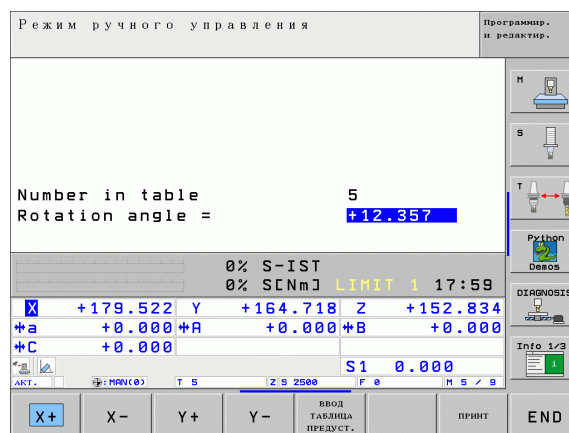 Режим ручного управления
Программир.
и редактир.
M
S
T
Python
Demos
DIAGNOSIS
Info 1/3
1
Number in table 5
Rotation angle = +12.357
0% S-IST
0% S[Nm] LIMIT 1 17:59
X +179.522 Y +164.718 Z +152.834
a +0.000 A +0.000 B +0.000
C +0.000
S1 0.000
АКТ. : MAN(0) T 5 Z S 2500 F 0 M 5 / 9
X+ X- Y+ Y- ВВОД ТАБЛИЦА ПРЕДУСТ. ПРИНТ END